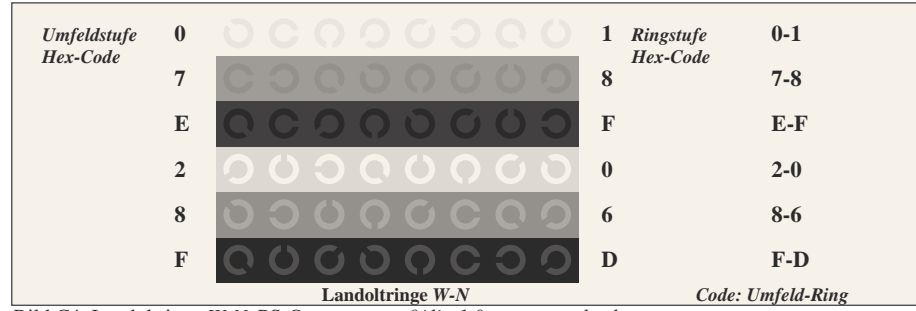 Umfeldstufe 0 1 Ringstufe 0-1
Hex-Code Hex-Code
7 8 7-8
E F E-F
2 0 2-0
8 6 8-6
F D F-D
Landoltringe W-N Code: Umfeld-Ring